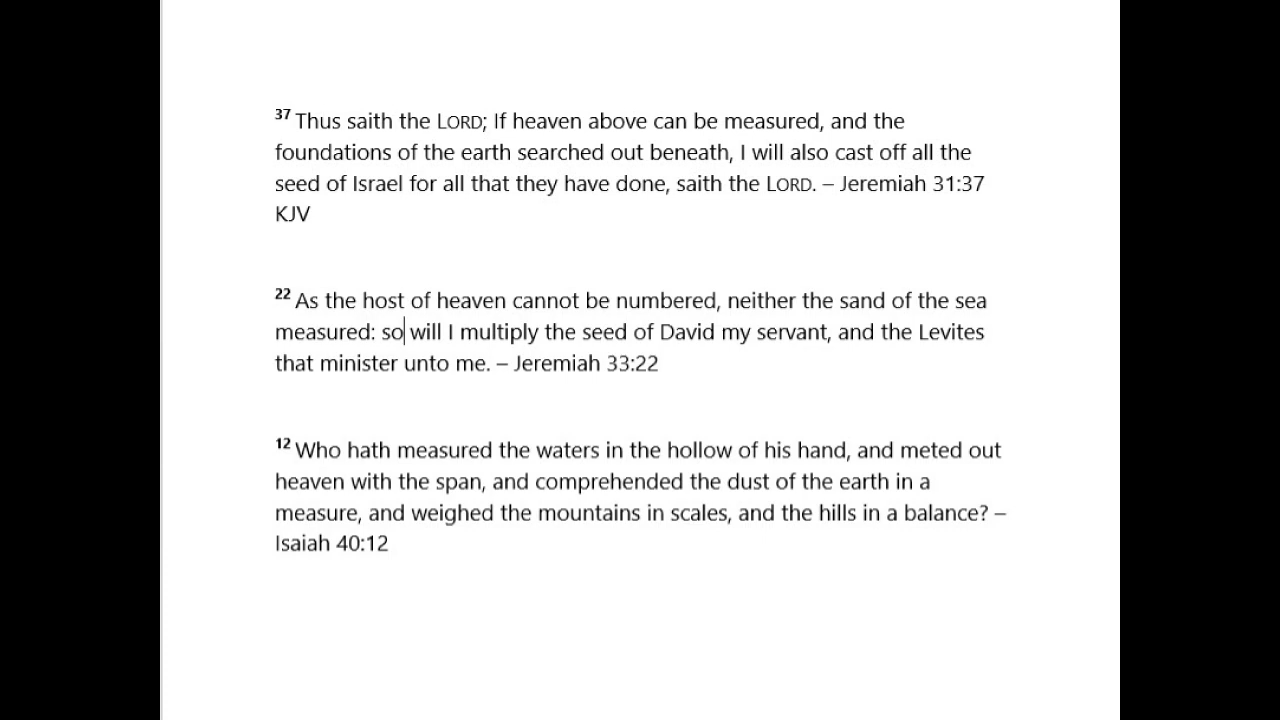 37 Thus saith the LORD; If heaven above can be measured, and the
foundations of the earth searched out beneath, I will also cast off all the
seed of Israel for all that they have done, saith the LORD. – Jeremiah 31:37
KJV
22 As the host of heaven cannot be numbered, neither the sand of the sea
measured: so will I multiply the seed of David my servant, and the Levites
that minister unto me. – Jeremiah 33:22
12 Who hath measured the waters in the hollow of his hand, and meted out
heaven with the span, and comprehended the dust of the earth in a
measure, and weighed the mountains in scales, and the hills in a balance? –
Isaiah 40:12